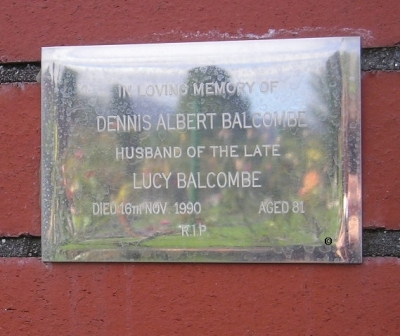 IN LOVING MEMORY OF
DENNIS ALBERT BALCOMBE
HUSBAND OF THE LATE
LUCY BALCOMBE
DIED 16TH NOV 1990 AGED 81
R.I.P.